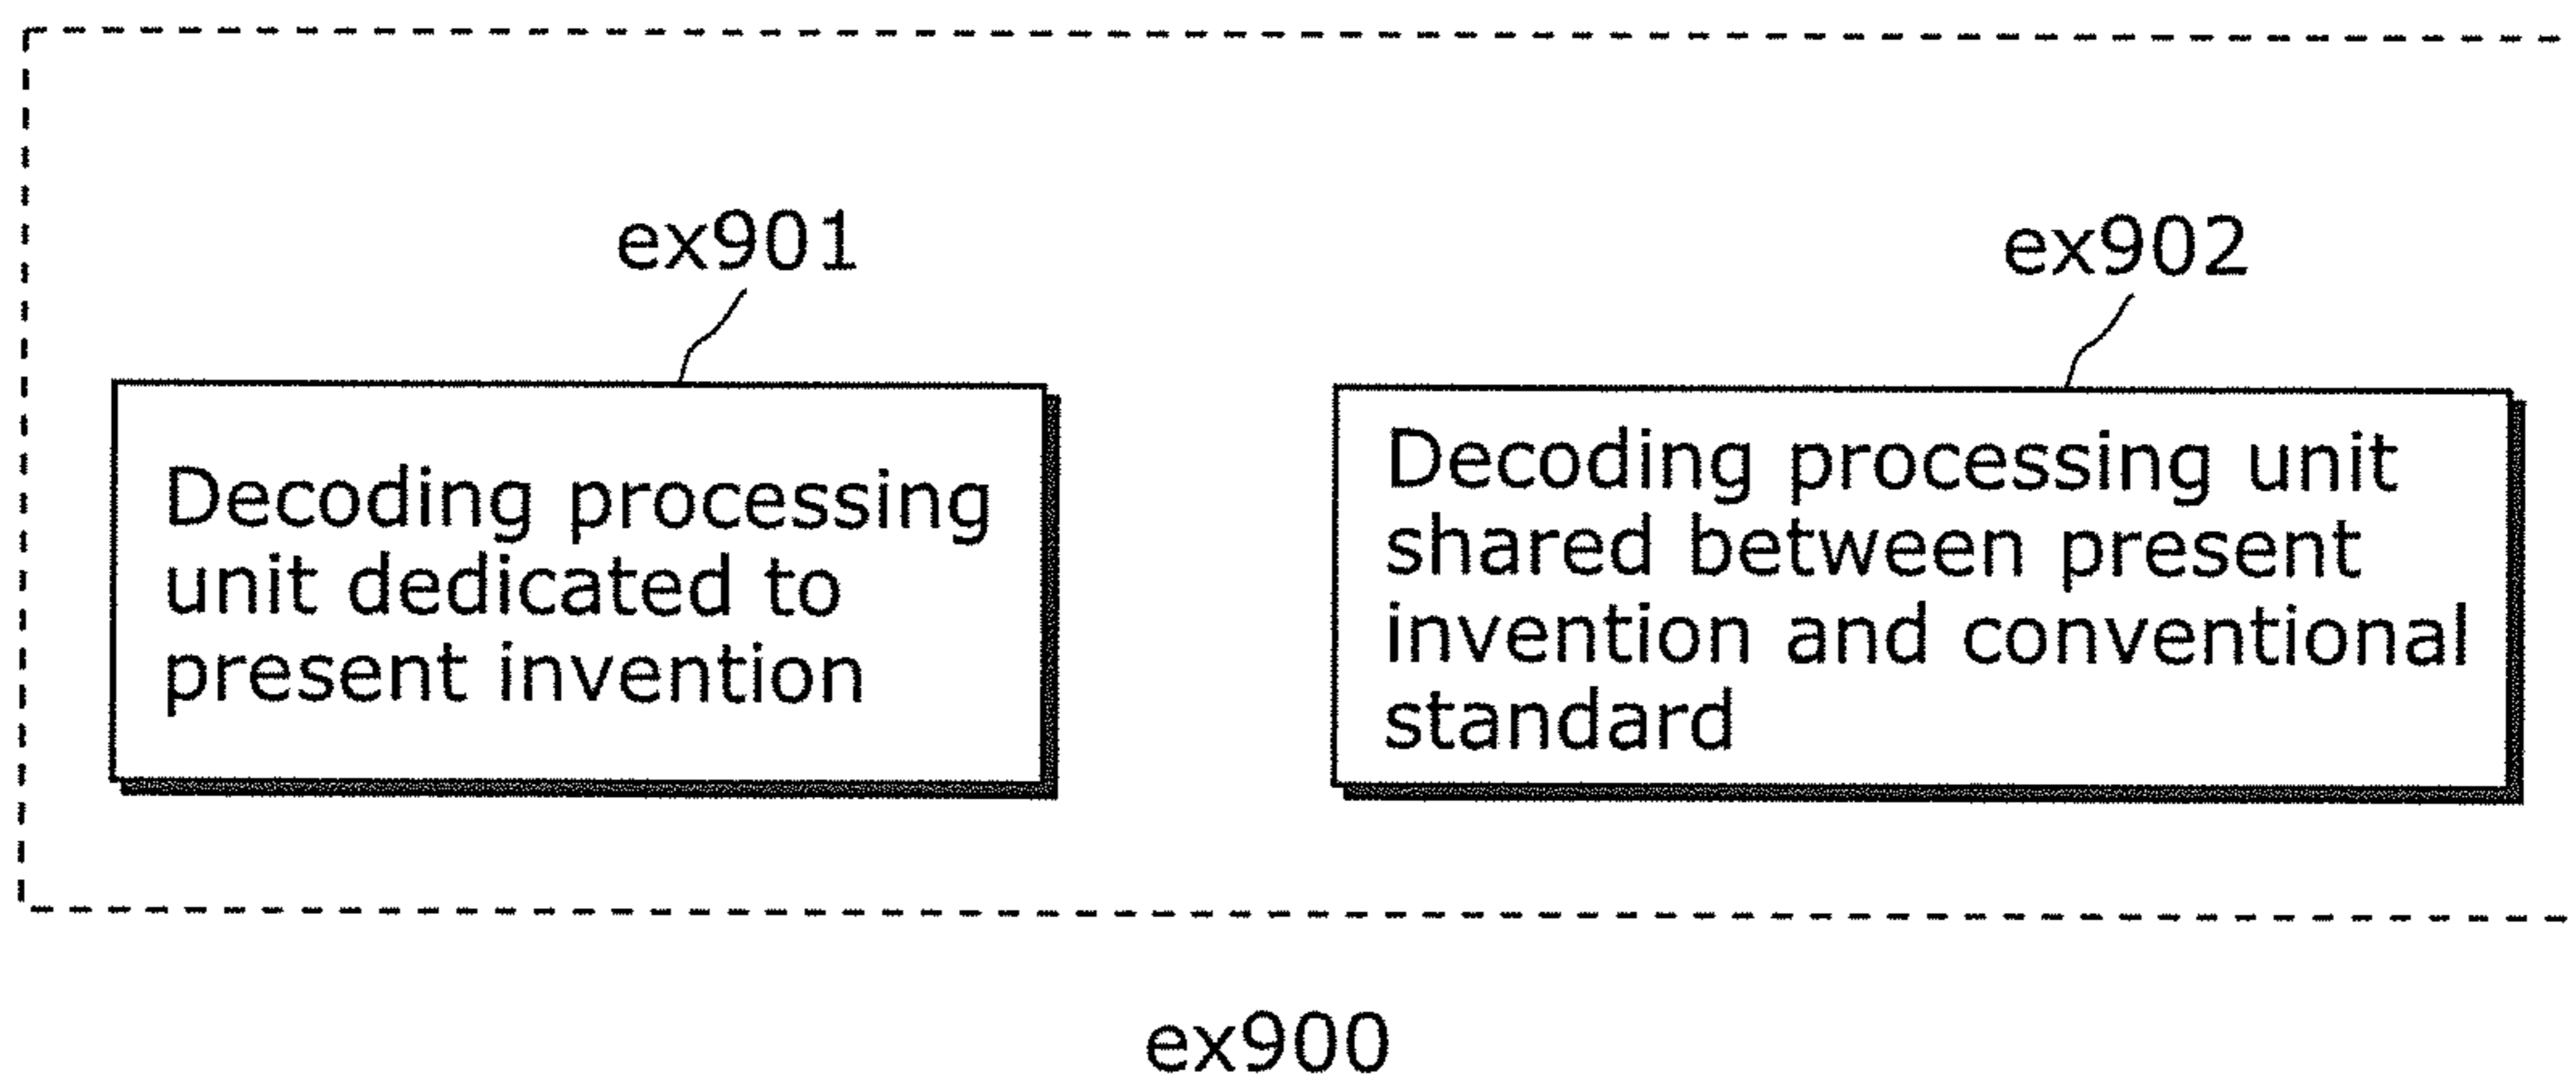 ex901
Decoding processing
unit dedicated to
present invention
ex902
Decoding processing unit
shared between present
invention and conventional
standard
ex900